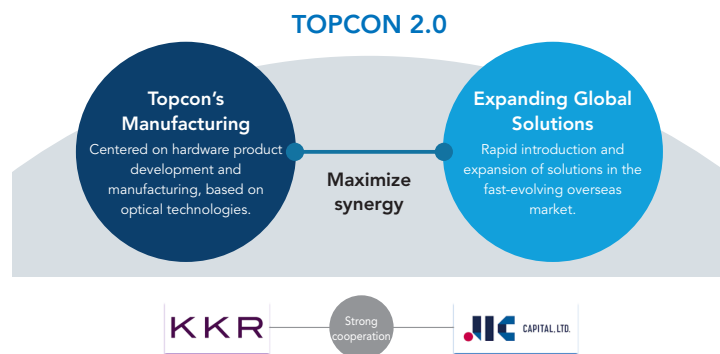 TOPCON 2.0
Topcon's
Manufacturing
Centered on hardware product
development and
manufacturing, based on
optical technologies.
Maximize
synergy
Expanding Global
Solutions
Rapid introduction and
expansion of solutions in the
fast-evolving overseas
market.
KKR
Strong
cooperation
JIC CAPITAL, LTD.